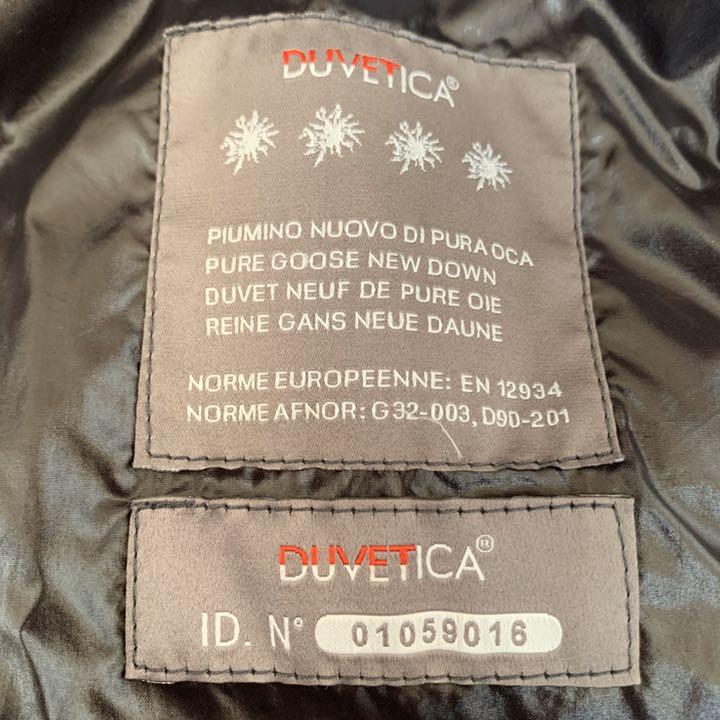 DUVETICA®
PIUMINO NUOVO DI PURA OCA
PURE GOOSE NEW DOWN
DUVET NEUF DE PURE OIE
REINE GANS NEUE DAUNE
NORME EUROPEENNE: EN 12934
NORME AFNOR: G32-003, D90-201
DUVETICA®
ID. N° 01059016